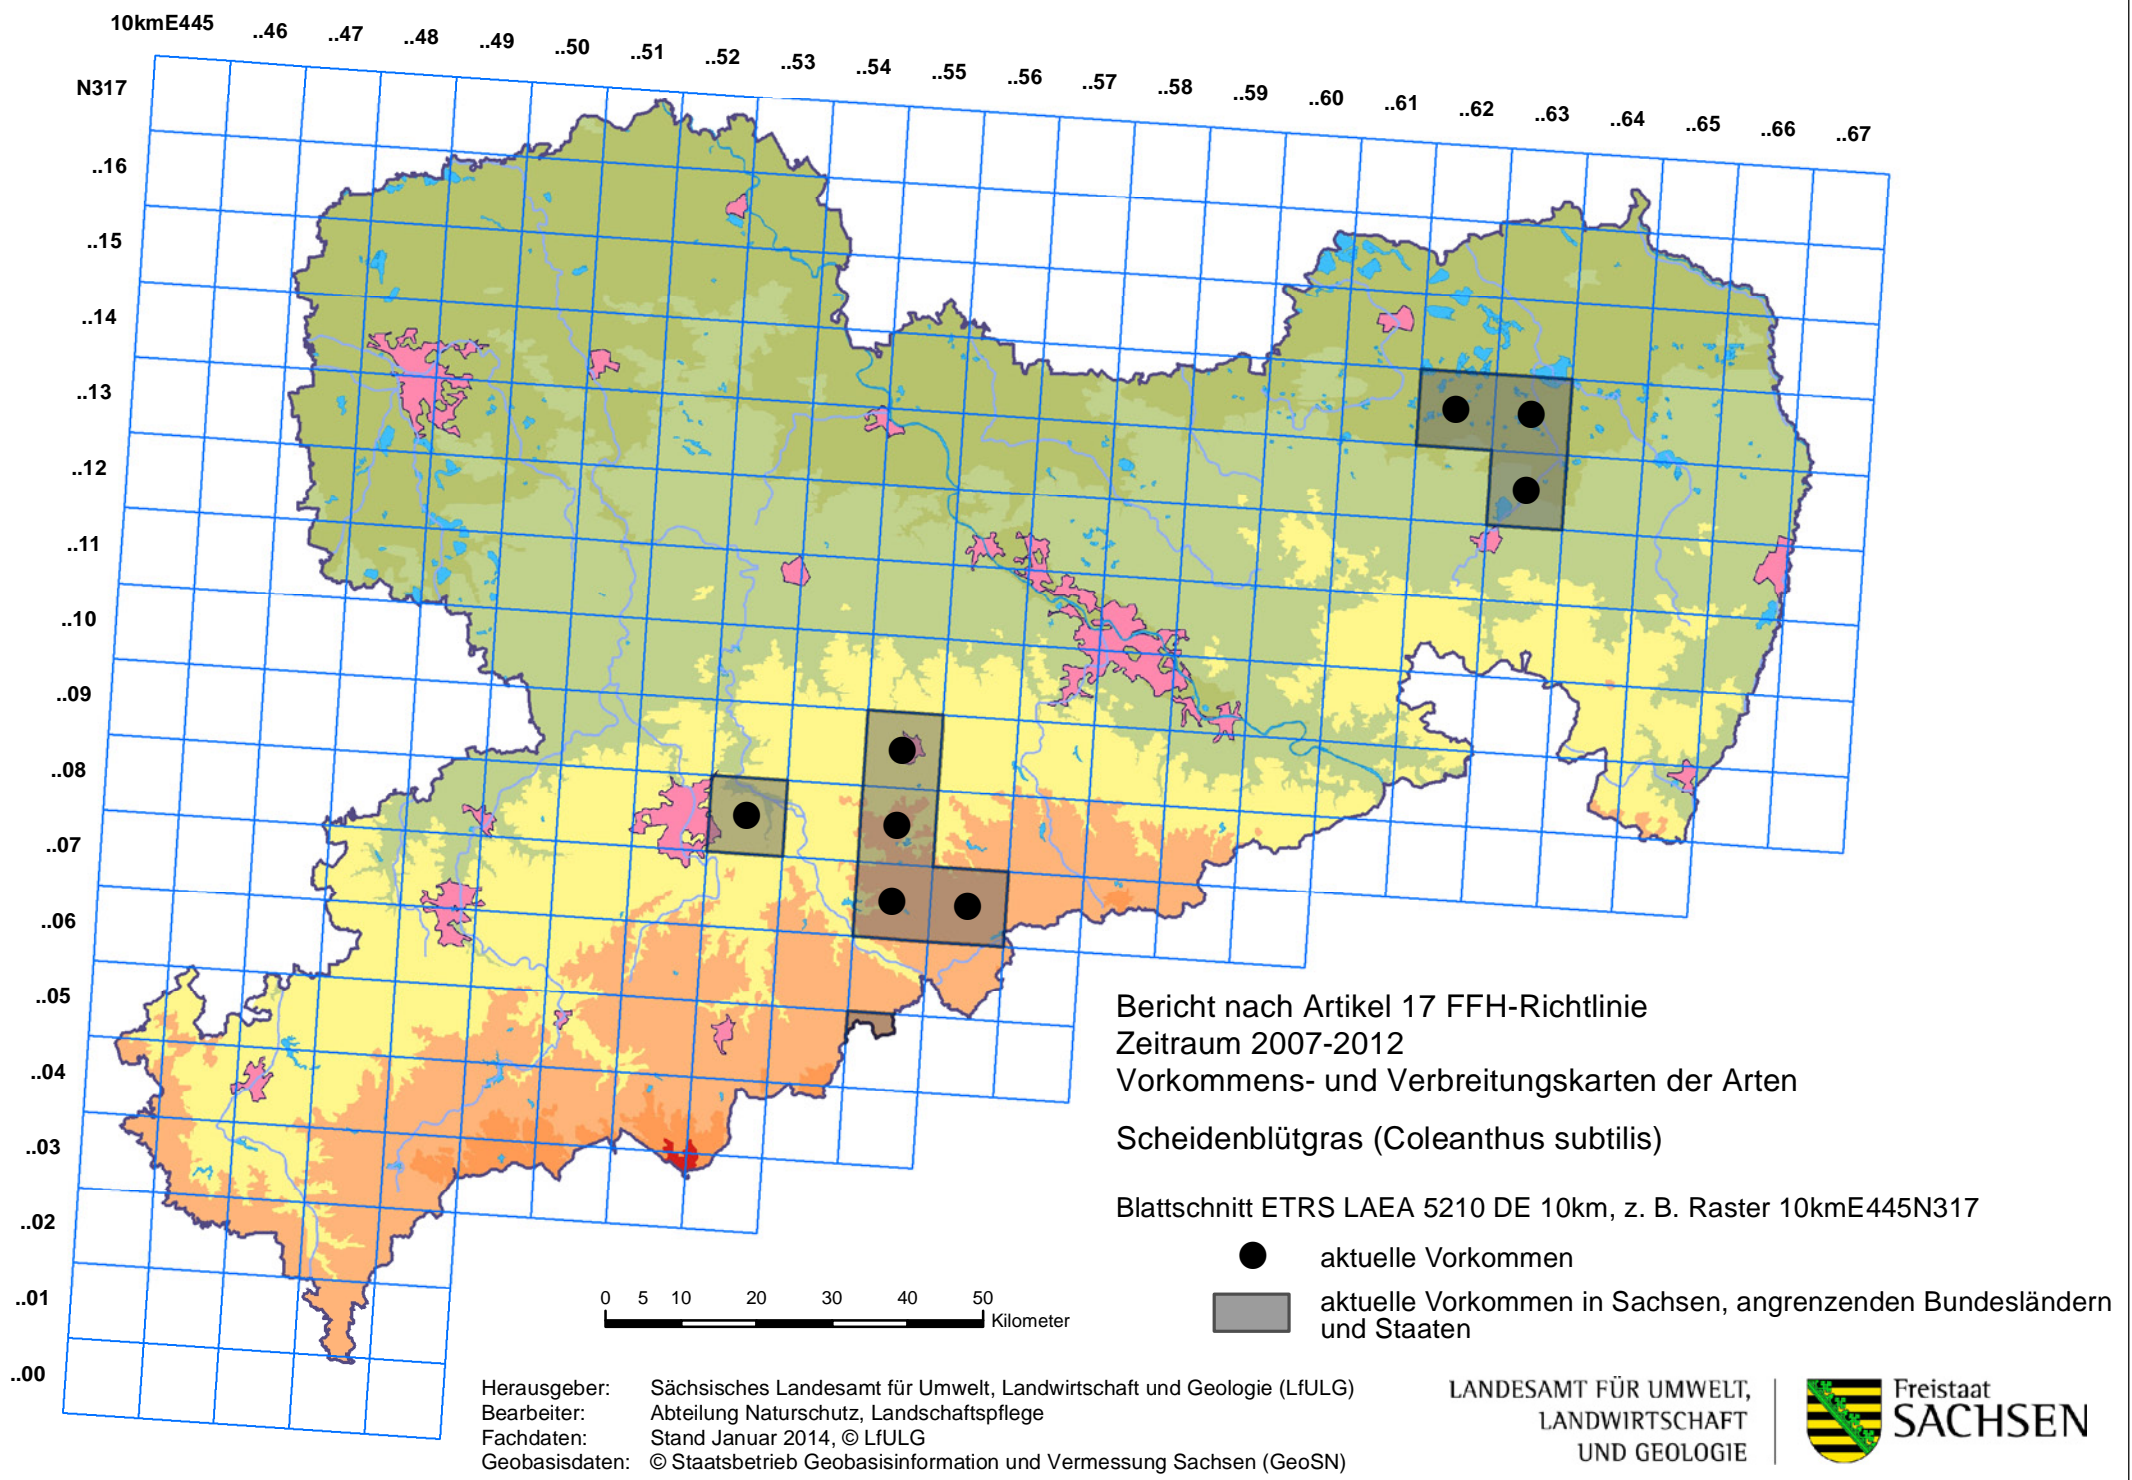 10kmE445 ..46 ..47 ..48 ..49 ..50 ..51 ..52 ..53 ..54 ..55 ..56 ..57 ..58 ..59 ..60 ..61 ..62 ..63 ..64 ..65 ..66 ..67
N317
..16
..15
..14
..13
..12
..11
..10
..09
..08
..07
..06
..05
..04
..03
..02
..01
..00
Bericht nach Artikel 17 FFH-Richtlinie
Zeitraum 2007-2012
Vorkommens- und Verbreitungskarten der Arten
Scheidenblütgras (Coleanthus subtilis)
Blattschnitt ETRS LAEA 5210 DE 10km, z. B. Raster 10kmE445N317
aktuelle Vorkommen
aktuelle Vorkommen in Sachsen, angrenzenden Bundesländern
und Staaten
0 5 10 20 30 40 50
Kilometer
Herausgeber: Sächsisches Landesamt für Umwelt, Landwirtschaft und Geologie (LfULG)
Bearbeiter: Abteilung Naturschutz, Landschaftspflege
Fachdaten: Stand Januar 2014, © LfULG
Geobasisdaten: © Staatsbetrieb Geobasisinformation und Vermessung Sachsen (GeoSN)
LANDESAMT FÜR UMWELT,
LANDWIRTSCHAFT
UND GEOLOGIE
Freistaat
SACHSEN